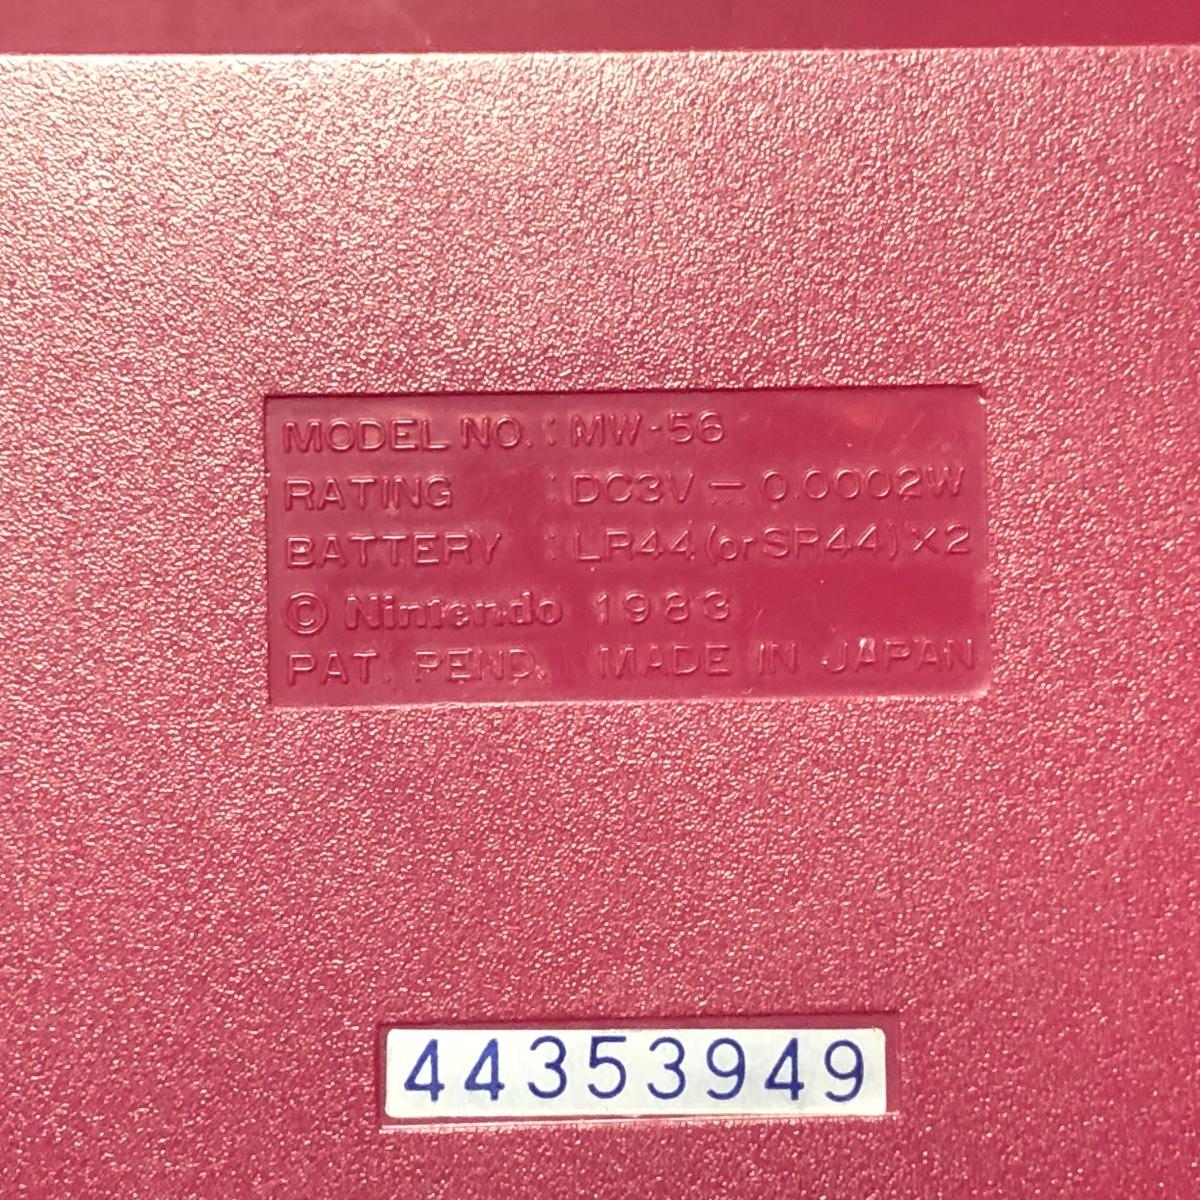 MODEL NO. : MW-56
RATING : DC3V ⎓ 0.0002W
BATTERY : LR44 (or SR44) X2
© Nintendo 1983
PAT. PEND. MADE IN JAPAN
44353949